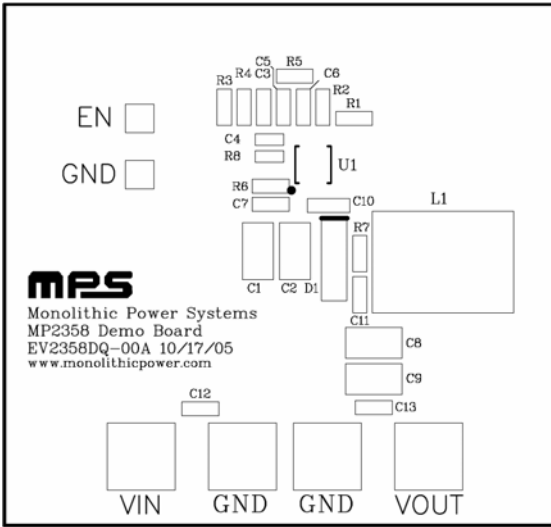 C5 R5
R3 R4 C3 C6
R2
R1
EN
C4
GND R8 U1
R6
C7 C10
L1
R7
C1 C2 D1
C11
MPS
Monolithic Power Systems
MP2358 Demo Board
EV2358DQ-00A 10/17/05
www.monolithicpower.com
C8
C9
C12
C13
VIN GND GND VOUT